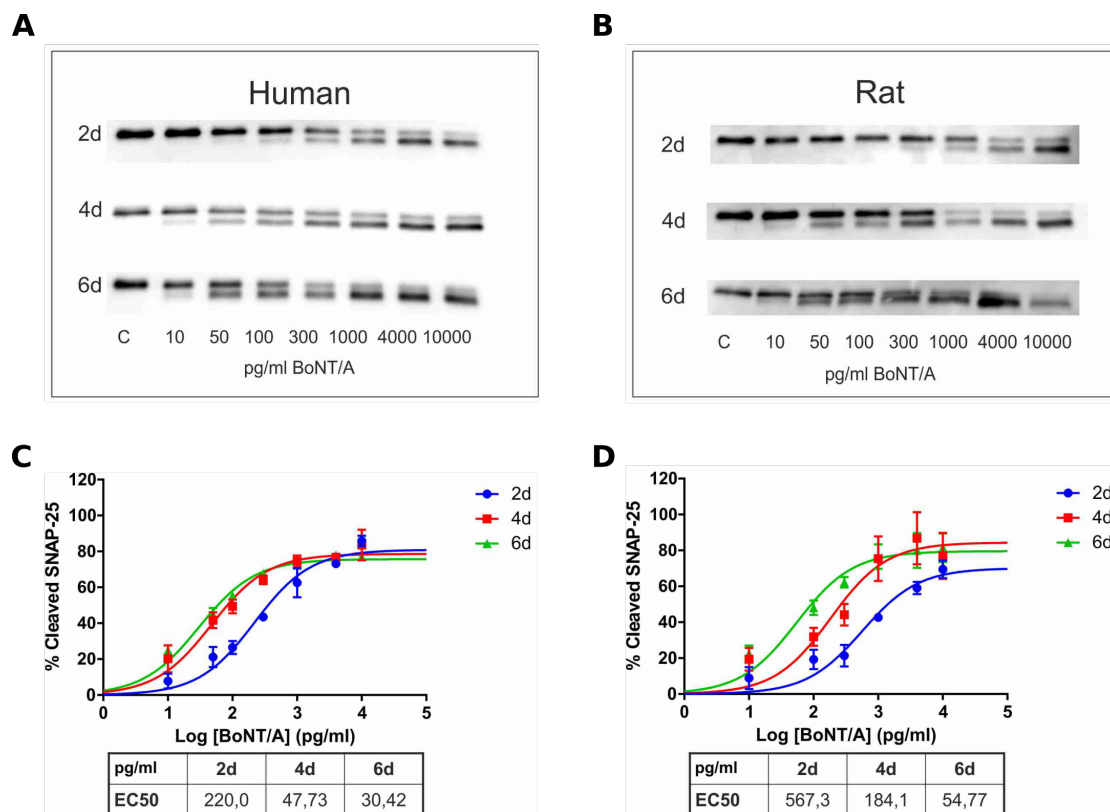 A
Human
2d
4d
6d
C 10 50 100 300 1000 4000 10000
pg/ml BoNT/A
B
Rat
2d
4d
6d
C 10 50 100 300 1000 4000 10000
pg/ml BoNT/A
C
% Cleaved SNAP-25
120
100
80
60
40
20
0
0 1 2 3 4 5
Log [BoNT/A] (pg/ml)
2d
4d
6d
pg/ml 2d 4d 6d
EC50 220,0 47,73 30,42
D
% Cleaved SNAP-25
120
100
80
60
40
20
0
0 1 2 3 4 5
Log [BoNT/A] (pg/ml)
2d
4d
6d
pg/ml 2d 4d 6d
EC50 567,3 184,1 54,77